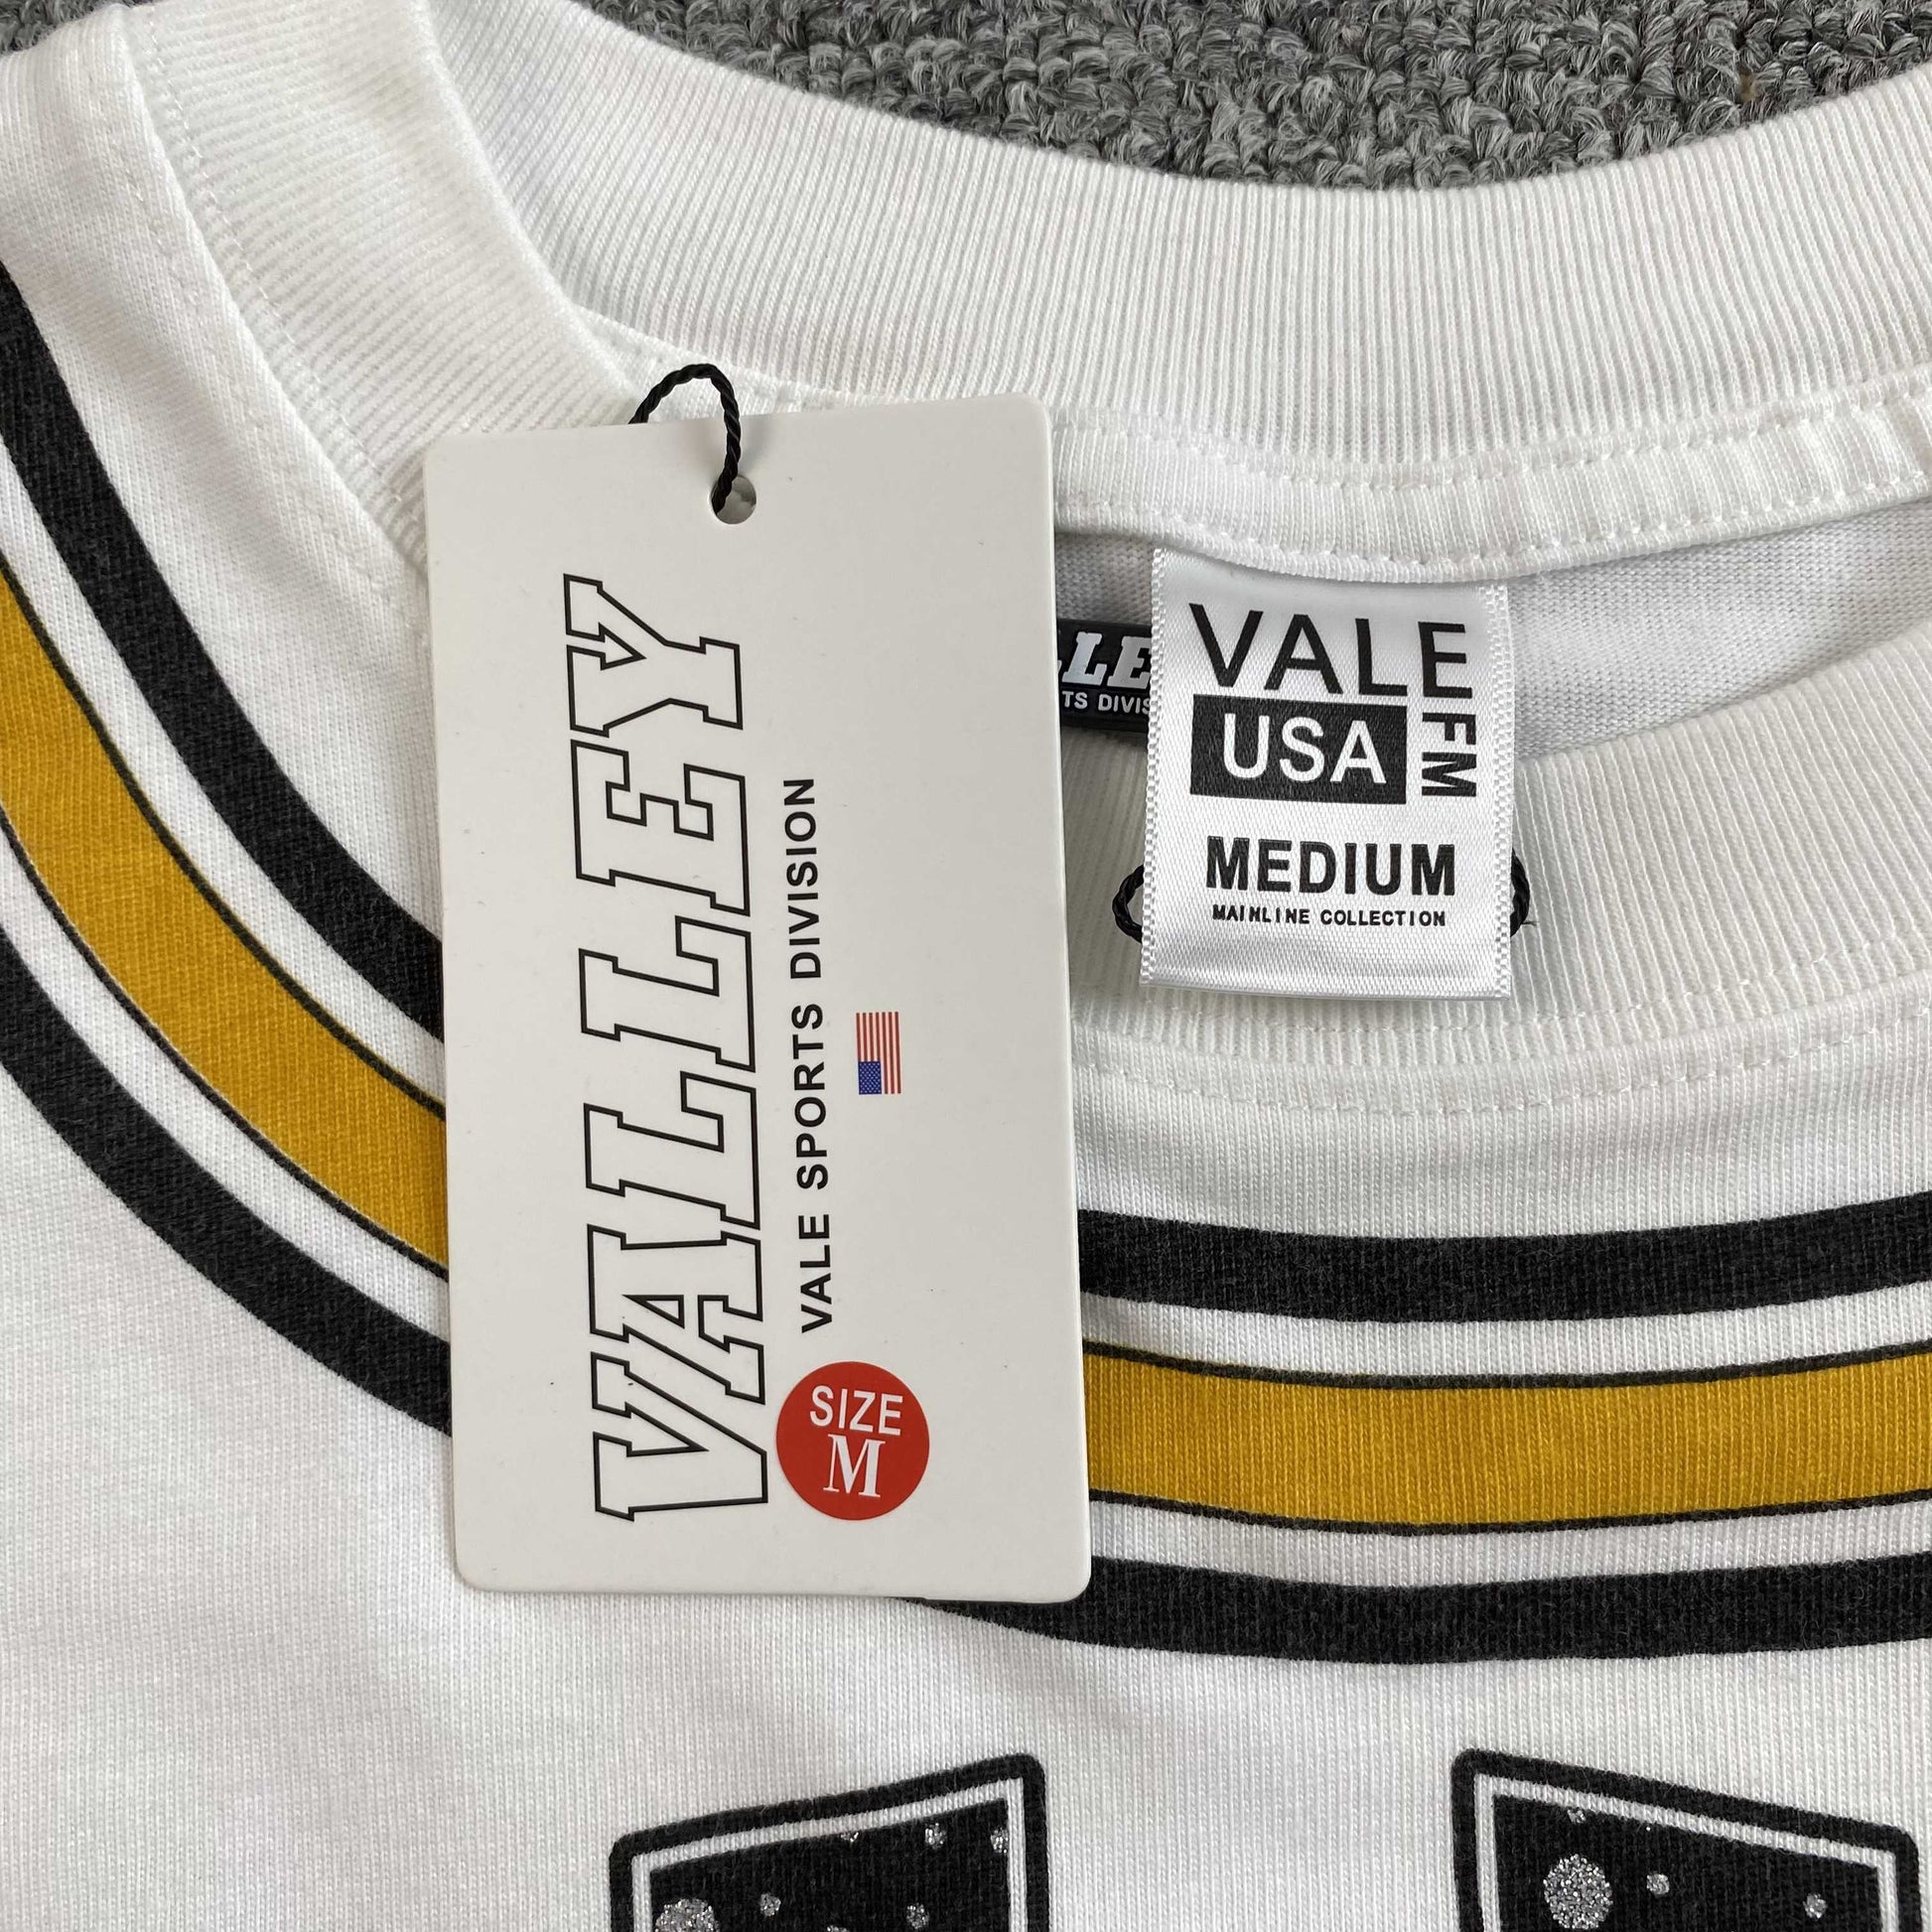 VALLEY
VALE SPORTS DIVISION
SIZE
M
VALE
FM
USA
MEDIUM
MAINLINE COLLECTION